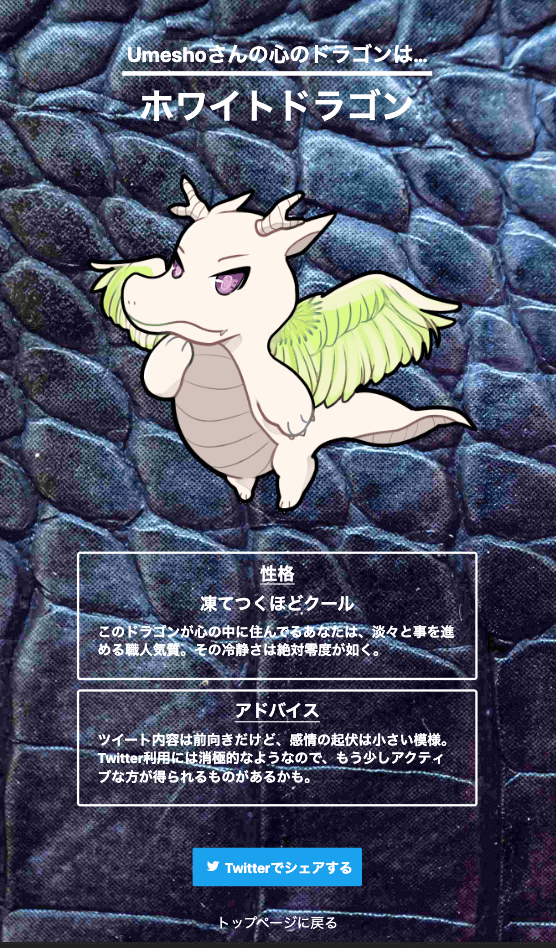 Umeshoさんの心のドラゴンは...
ホワイトドラゴン
性格
凍てつくほどクール
このドラゴンが心の中に住んでるあなたは、淡々と事を進
める職人気質。その冷静さは絶対零度が如く。
アドバイス
ツイート内容は前向きだけど、感情の起伏は小さい模様。
Twitter利用には消極的なようなので、もう少しアクティ
ブな方が得られるものがあるかも。
Twitterでシェアする
トップページに戻る